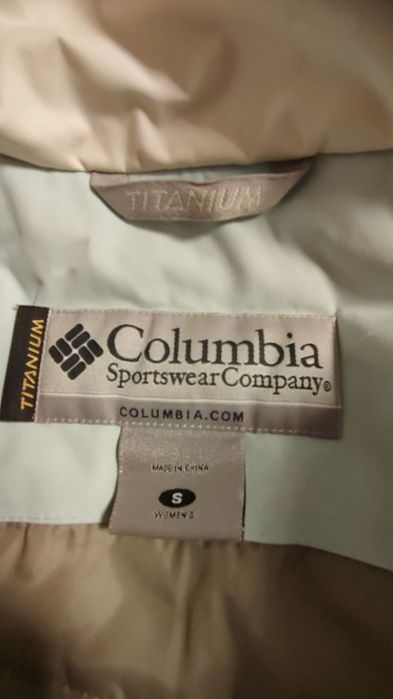 TITANIUM
TITANIUM
Columbia
Sportswear Company®
COLUMBIA.COM
MADE IN CHINA
S
WOMEN'S